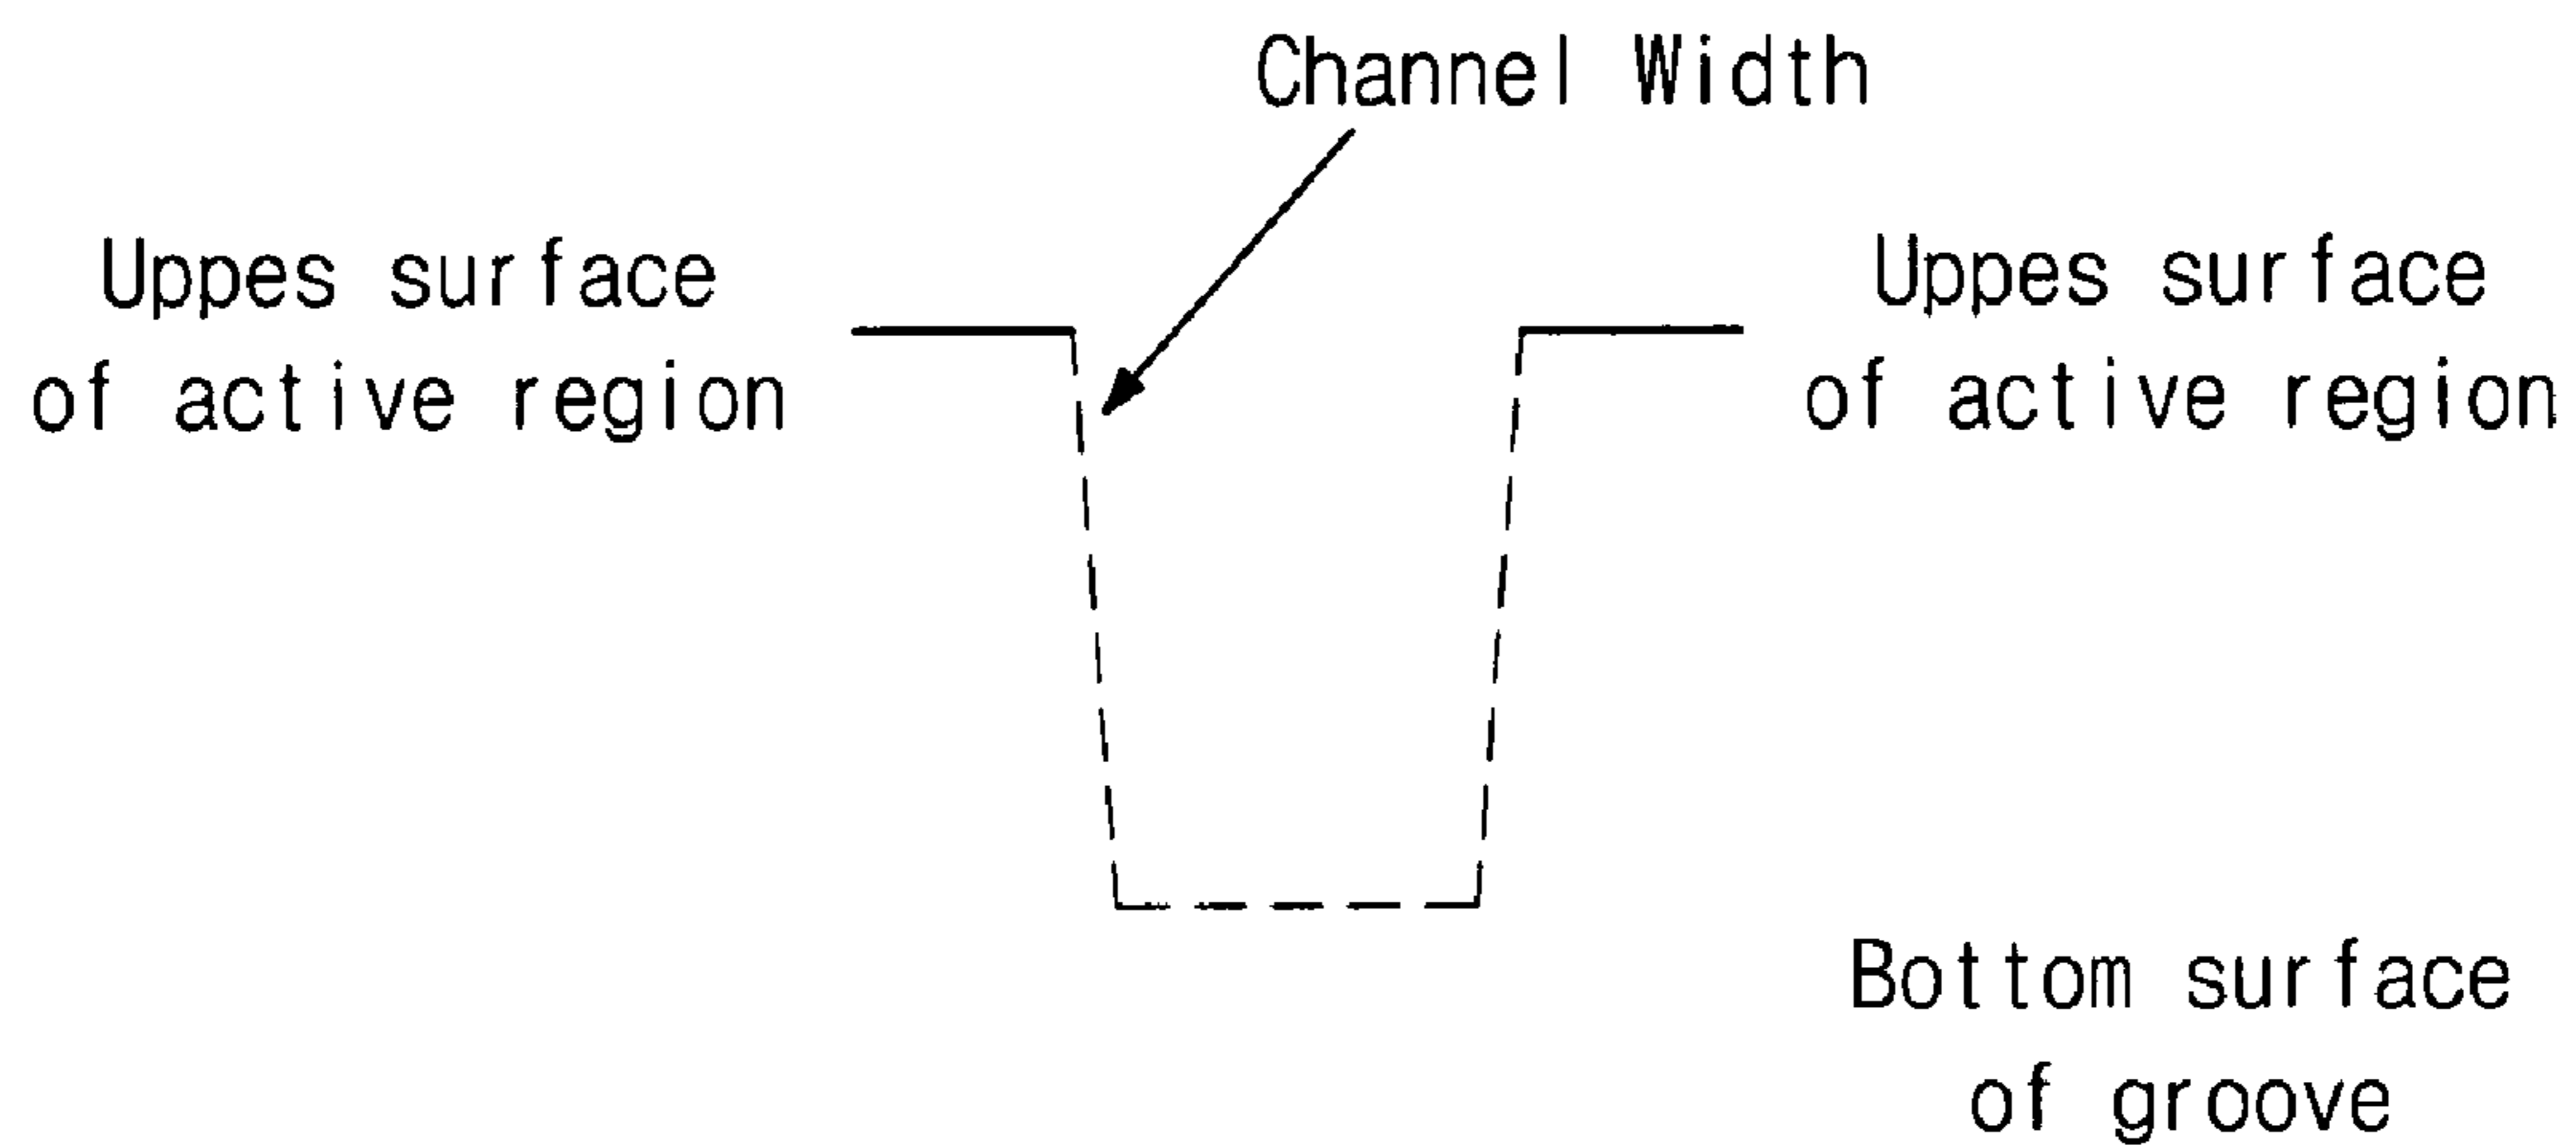 Channel Width
Uppes surface
of active region
Uppes surface
of active region
Bottom surface
of groove